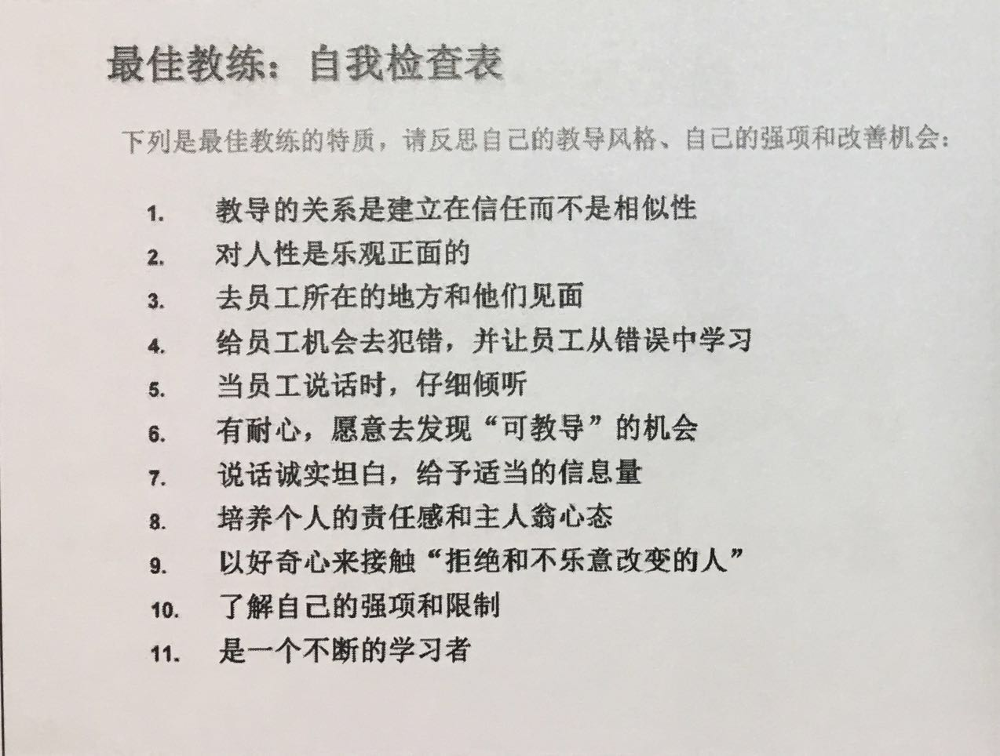 最佳教练：自我检查表
下列是最佳教练的特质，请反思自己的教导风格、自己的强项和改善机会：
1. 教导的关系是建立在信任而不是相似性
2. 对人性是乐观正面的
3. 去员工所在的地方和他们见面
4. 给员工机会去犯错，并让员工从错误中学习
5. 当员工说话时，仔细倾听
6. 有耐心，愿意去发现“可教导”的机会
7. 说话诚实坦白，给予适当的信息量
8. 培养个人的责任感和主人翁心态
9. 以好奇心来接触“拒绝和不乐意改变的人”
10. 了解自己的强项和限制
11. 是一个不断的学习者